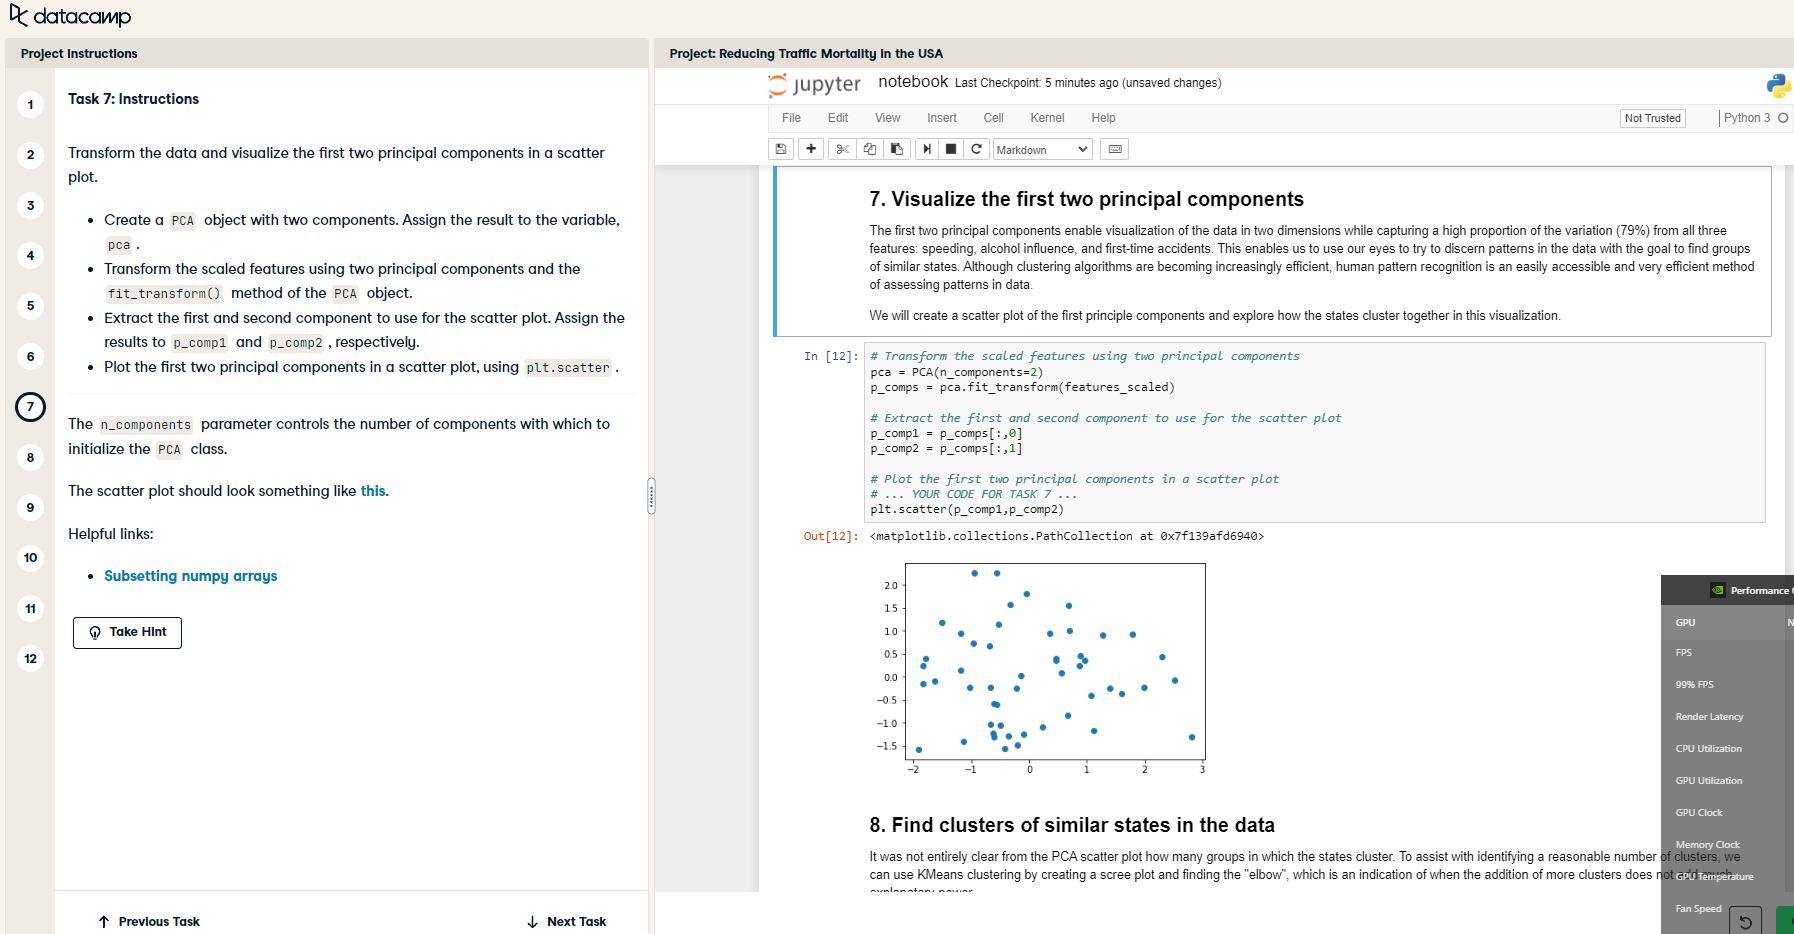 datacamp
Project Instructions
Project: Reducing Traffic Mortality in the USA
1
2
3
4
5
6
7
8
9
10
11
12
Task 7: Instructions
Transform the data and visualize the first two principal components in a scatter
plot.
• Create a PCA object with two components. Assign the result to the variable,
pca .
• Transform the scaled features using two principal components and the
fit_transform() method of the PCA object.
• Extract the first and second component to use for the scatter plot. Assign the
results to p_comp1 and p_comp2 , respectively.
• Plot the first two principal components in a scatter plot, using plt.scatter .
The n_components parameter controls the number of components with which to
initialize the PCA class.
The scatter plot should look something like this.
Helpful links:
• Subsetting numpy arrays
Take Hint
Previous Task
Next Task
jupyter notebook Last Checkpoint: 5 minutes ago (unsaved changes)
File Edit View Insert Cell Kernel Help Not Trusted Python 3
Markdown
7. Visualize the first two principal components
The first two principal components enable visualization of the data in two dimensions while capturing a high proportion of the variation (79%) from all three
features: speeding, alcohol influence, and first-time accidents. This enables us to use our eyes to try to discern patterns in the data with the goal to find groups
of similar states. Although clustering algorithms are becoming increasingly efficient, human pattern recognition is an easily accessible and very efficient method
of assessing patterns in data.
We will create a scatter plot of the first principle components and explore how the states cluster together in this visualization.
In [12]:
# Transform the scaled features using two principal components
pca = PCA(n_components=2)
p_comps = pca.fit_transform(features_scaled)
# Extract the first and second component to use for the scatter plot
p_comp1 = p_comps[:,0]
p_comp2 = p_comps[:,1]
# Plot the first two principal components in a scatter plot
# ... YOUR CODE FOR TASK 7 ...
plt.scatter(p_comp1,p_comp2)
Out[12]: <matplotlib.collections.PathCollection at 0x7f139afd6940>
2.0
1.5
1.0
0.5
0.0
−0.5
−1.0
−1.5
−2 −1 0 1 2 3
8. Find clusters of similar states in the data
It was not entirely clear from the PCA scatter plot how many groups in which the states cluster. To assist with identifying a reasonable number of clusters, we
can use KMeans clustering by creating a scree plot and finding the "elbow", which is an indication of when the addition of more clusters does not add much
explanatory power.
Performance
GPU N
FPS
99% FPS
Render Latency
CPU Utilization
GPU Utilization
GPU Clock
Memory Clock
GPU Temperature
Fan Speed